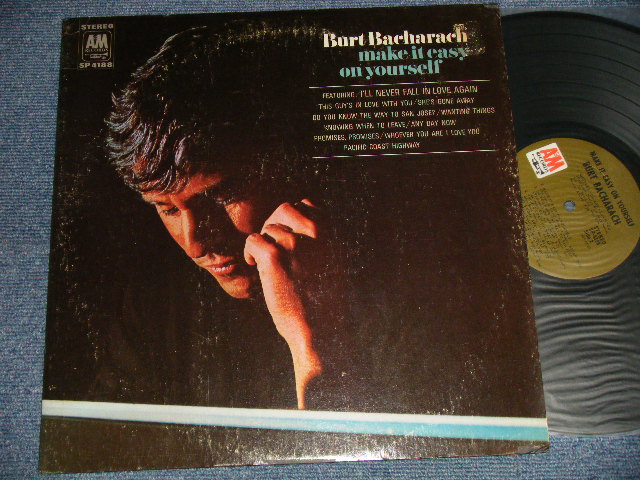 STEREO
A&M
RECORDS
SP 4188
Burt Bacharach
make it easy
on yourself
FEATURING: I'LL NEVER FALL IN LOVE AGAIN
THIS GUY'S IN LOVE WITH YOU/SHE'S GONE AWAY
DO YOU KNOW THE WAY TO SAN JOSE?/WANTING THINGS
KNOWING WHEN TO LEAVE/ANY DAY NOW
PROMISES, PROMISES/WHOEVER YOU ARE I LOVE YOU
PACIFIC COAST HIGHWAY
A&M
RECORDS
MAKE IT EASY ON YOURSELF
BURT BACHARACH
STEREO